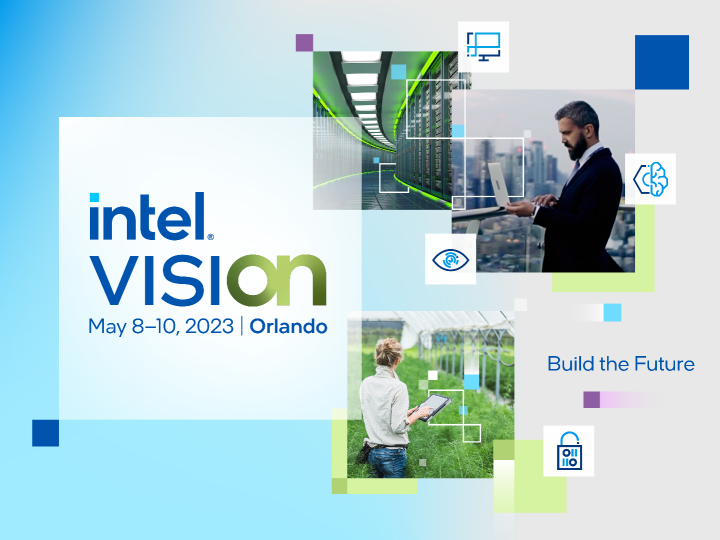 intel®
VISION
May 8–10, 2023 | Orlando
Build the Future